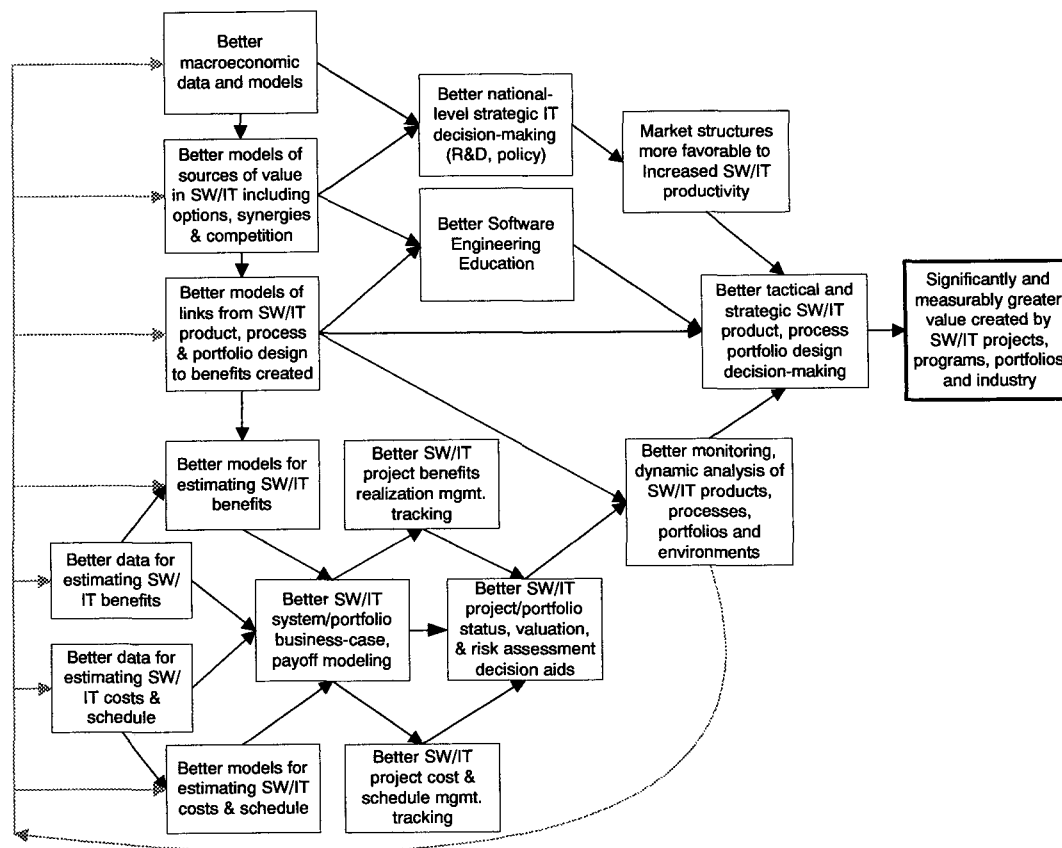 Better
macroeconomic
data and models
Better national-
level strategic IT
decision-making
(R&D, policy)
Market structures
more favorable to
Increased SW/IT
productivity
Better models of
sources of value
in SW/IT including
options, synergies
& competition
Better Software
Engineering
Education
Better models of
links from SW/IT
product, process
& portfolio design
to benefits created
Better tactical and
strategic SW/IT
product, process
portfolio design
decision-making
Significantly and
measurably greater
value created by
SW/IT projects,
programs, portfolios
and industry
Better models for
estimating SW/IT
benefits
Better SW/IT
project benefits
realization mgmt.
tracking
Better monitoring,
dynamic analysis of
SW/IT products,
processes,
portfolios and
environments
Better data for
estimating SW/
IT benefits
Better SW/IT
system/portfolio
business-case,
payoff modeling
Better SW/IT
project/portfolio
status, valuation,
& risk assessment
decision aids
Better data for
estimating SW/
IT costs &
schedule
Better models for
estimating SW/IT
costs & schedule
Better SW/IT
project cost &
schedule mgmt.
tracking